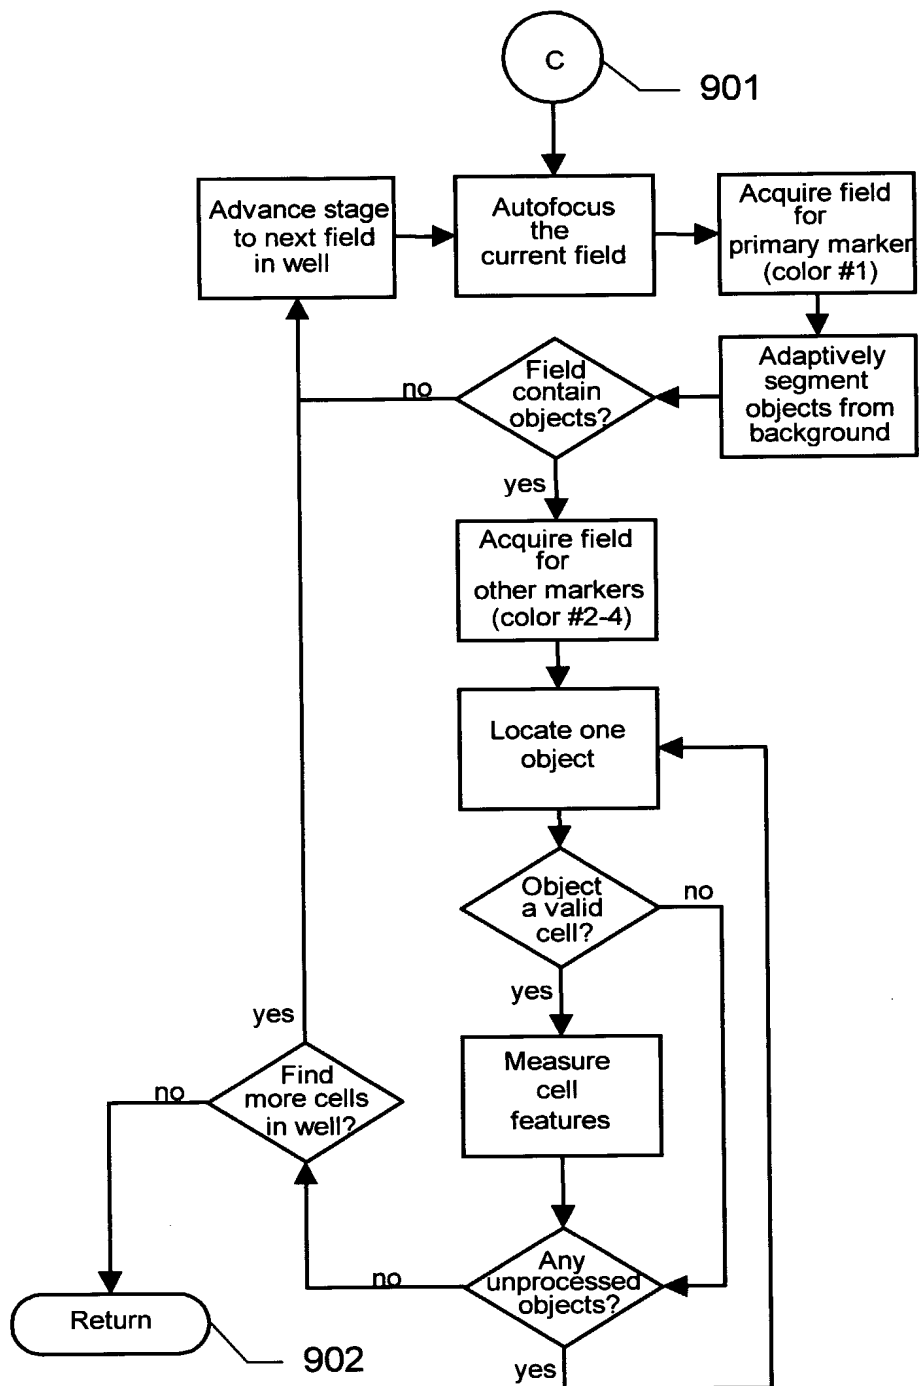 C
901
Advance stage
to next field
in well
Autofocus
the
current field
Acquire field
for
primary marker
(color #1)
Adaptively
segment
objects from
background
Field
contain
objects?
no
yes
Acquire field
for
other markers
(color #2-4)
Locate one
object
Object
a valid
cell?
no
yes
Measure
cell
features
yes
Find
more cells
in well?
no
Any
unprocessed
objects?
no
yes
Return
902